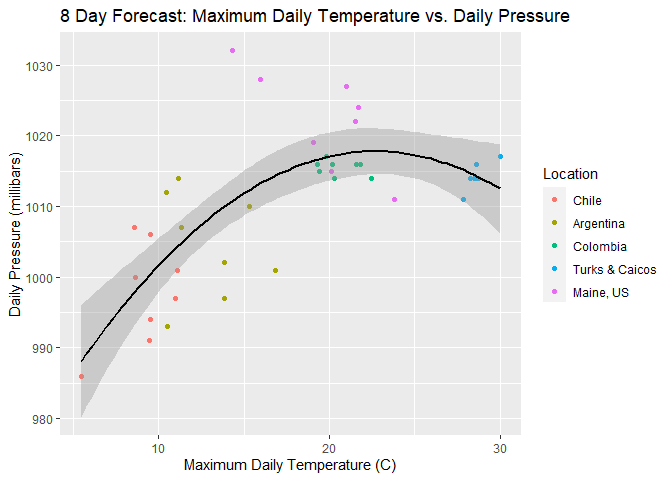 8 Day Forecast: Maximum Daily Temperature vs. Daily Pressure
1030
1020
1010
1000
990
980
Daily Pressure (millibars)
10
20
30
Maximum Daily Temperature (C)
Location
Chile
Argentina
Colombia
Turks & Caicos
Maine, US